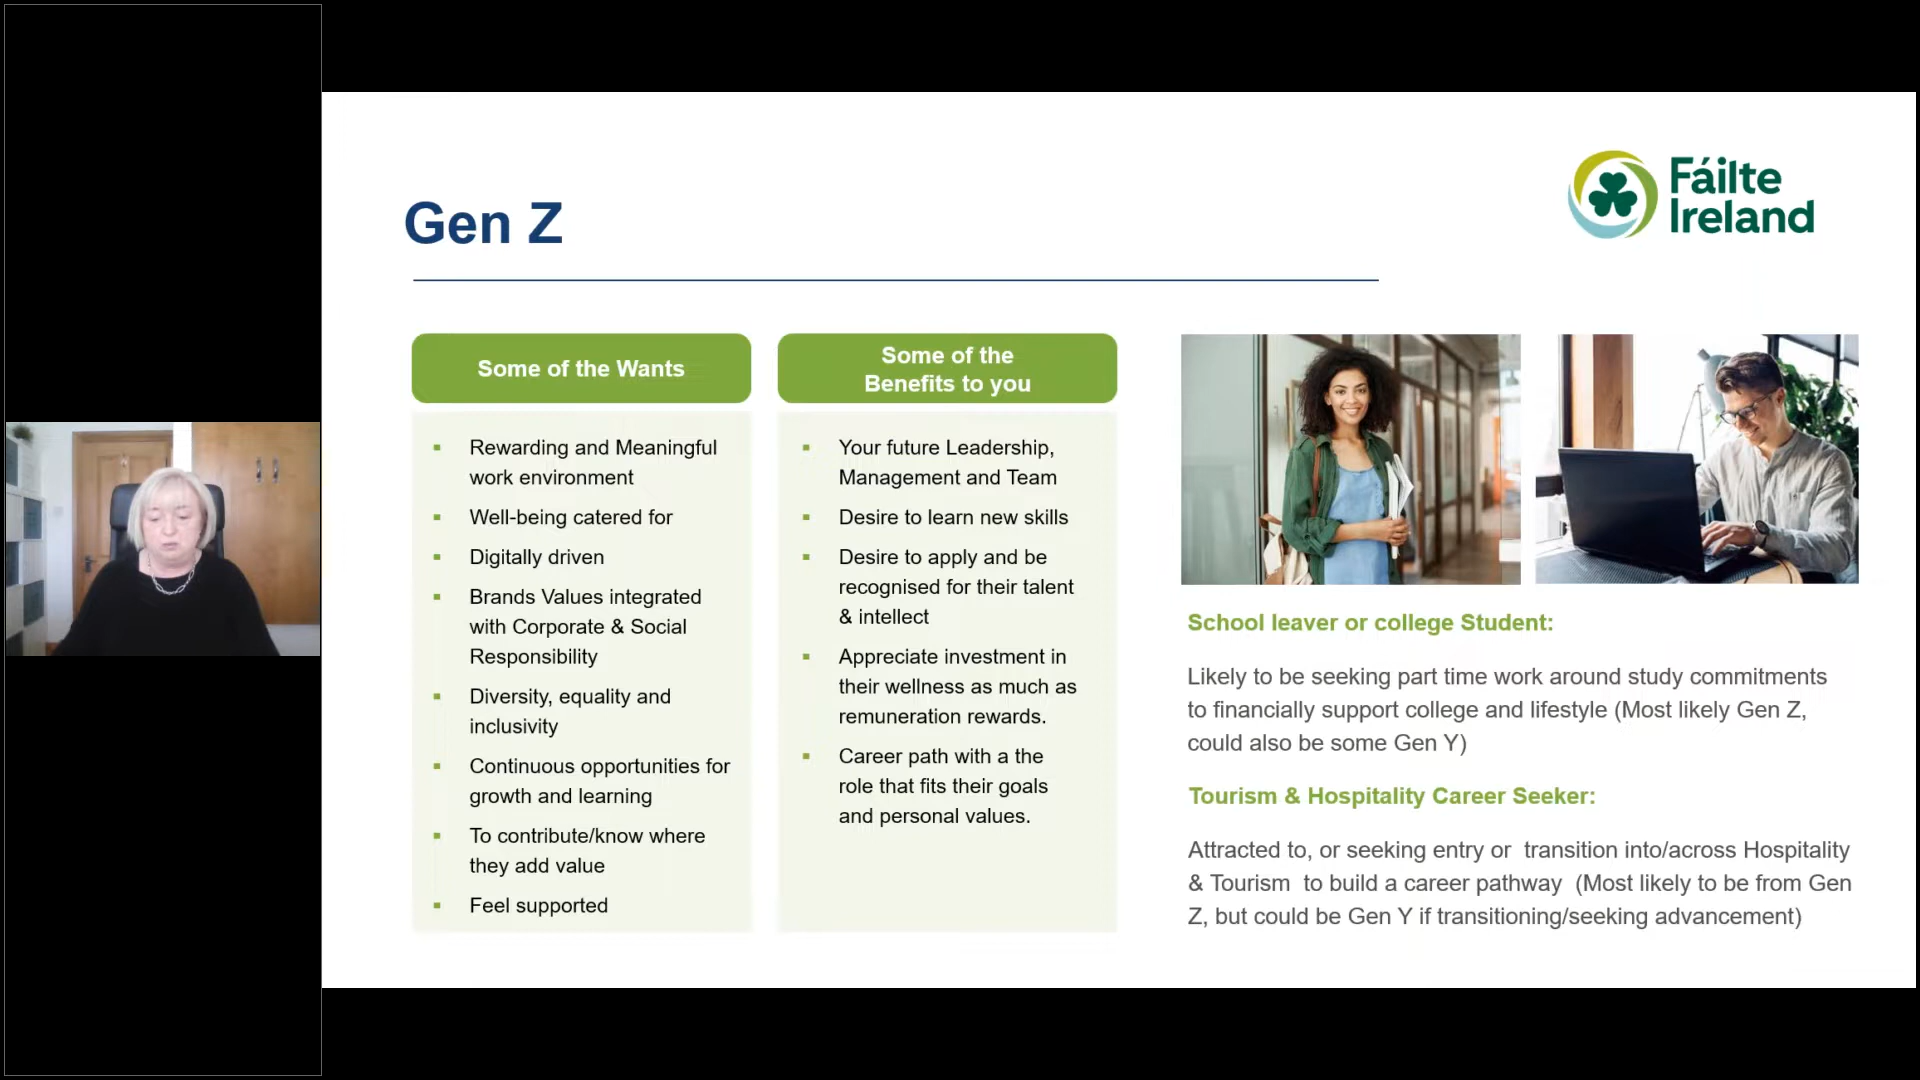 Fáilte
Ireland
Gen Z
Some of the Wants
Rewarding and Meaningful
work environment
Well-being catered for
Digitally driven
Brands Values integrated
with Corporate & Social
Responsibility
Diversity, equality and
inclusivity
Continuous opportunities for
growth and learning
To contribute/know where
they add value
Feel supported
Some of the
Benefits to you
Your future Leadership,
Management and Team
Desire to learn new skills
Desire to apply and be
recognised for their talent
& intellect
Appreciate investment in
their wellness as much as
remuneration rewards.
Career path with a the
role that fits their goals
and personal values.
School leaver or college Student:
Likely to be seeking part time work around study commitments
to financially support college and lifestyle (Most likely Gen Z,
could also be some Gen Y)
Tourism & Hospitality Career Seeker:
Attracted to, or seeking entry or  transition into/across Hospitality
& Tourism  to build a career pathway  (Most likely to be from Gen
Z, but could be Gen Y if transitioning/seeking advancement)